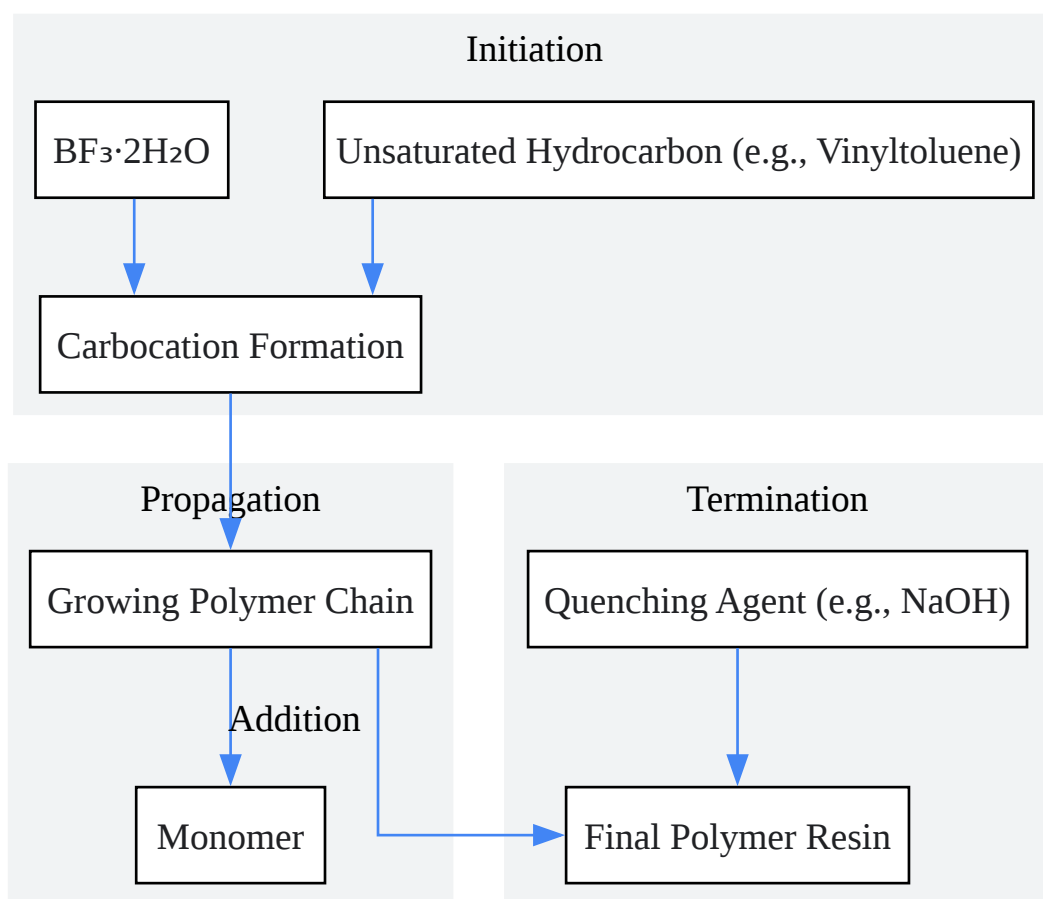 Initiation
BF₃·2H₂O
Unsaturated Hydrocarbon (e.g., Vinyltoluene)
Carbocation Formation
Propagation
Termination
Growing Polymer Chain
Quenching Agent (e.g., NaOH)
Addition
Monomer
Final Polymer Resin